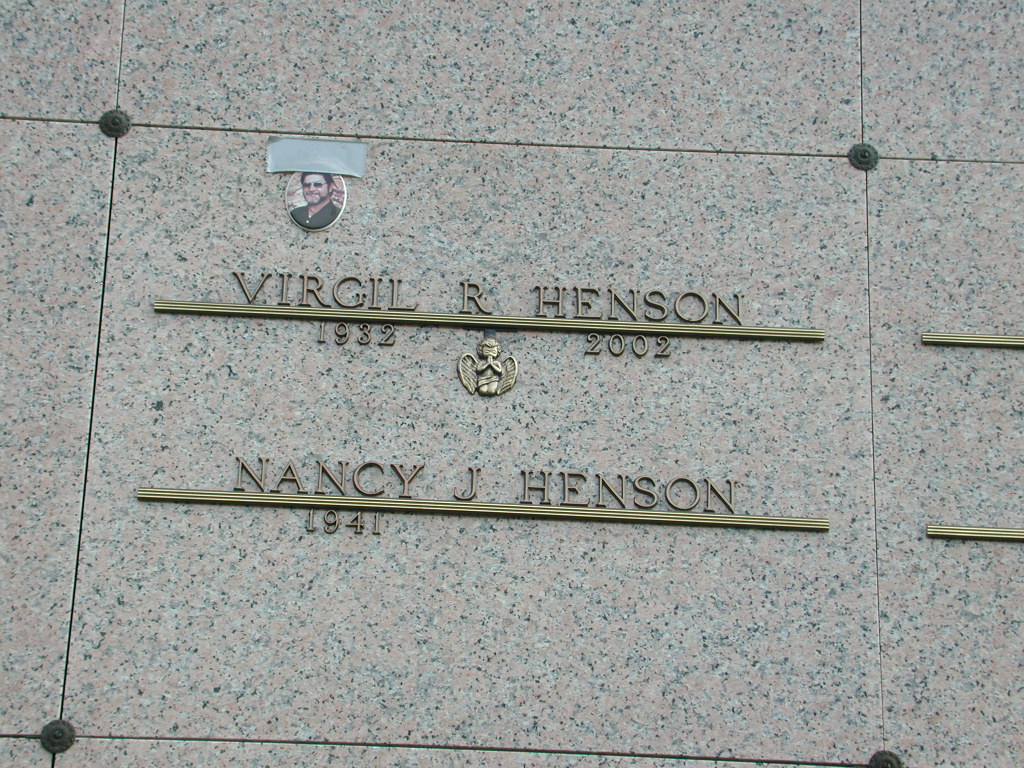 VIRGIL R HENSON
1932 2002
NANCY J HENSON
1941